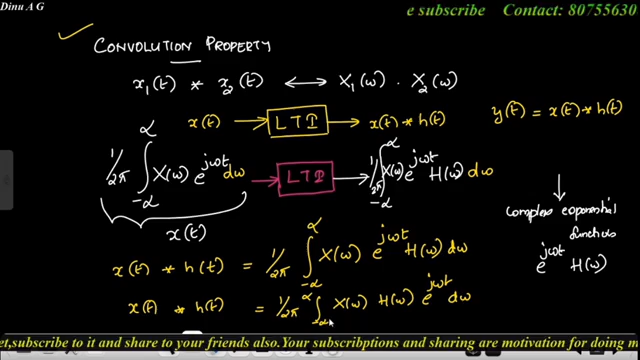 Dinu A G
e subscribe Contact: 80755630
CONVOLUTION PROPERTY
x₁(t) * x₂(t) ⟷ X₁(ω) . X₂(ω)
x(t) → LTI → x(t) * h(t)
y(t) = x(t) * h(t)
1/2π ∫_{-α}^{α} X(ω) e^{jωt} dω → LTI → 1/2π ∫_{-α}^{α} X(ω) e^{jωt} H(ω) dω
x(t)
Complex exponential
function
e^{jωt} H(ω)
x(t) * h(t) = 1/2π ∫_{-α}^{α} X(ω) e^{jωt} H(ω) dω
x(t) * h(t) = 1/2π ∫_{-α}^{α} X(ω) H(ω) e^{jωt} dω
et,subscribe to it and share to your friends also.Your subscribptions and sharing are motivation for doing m